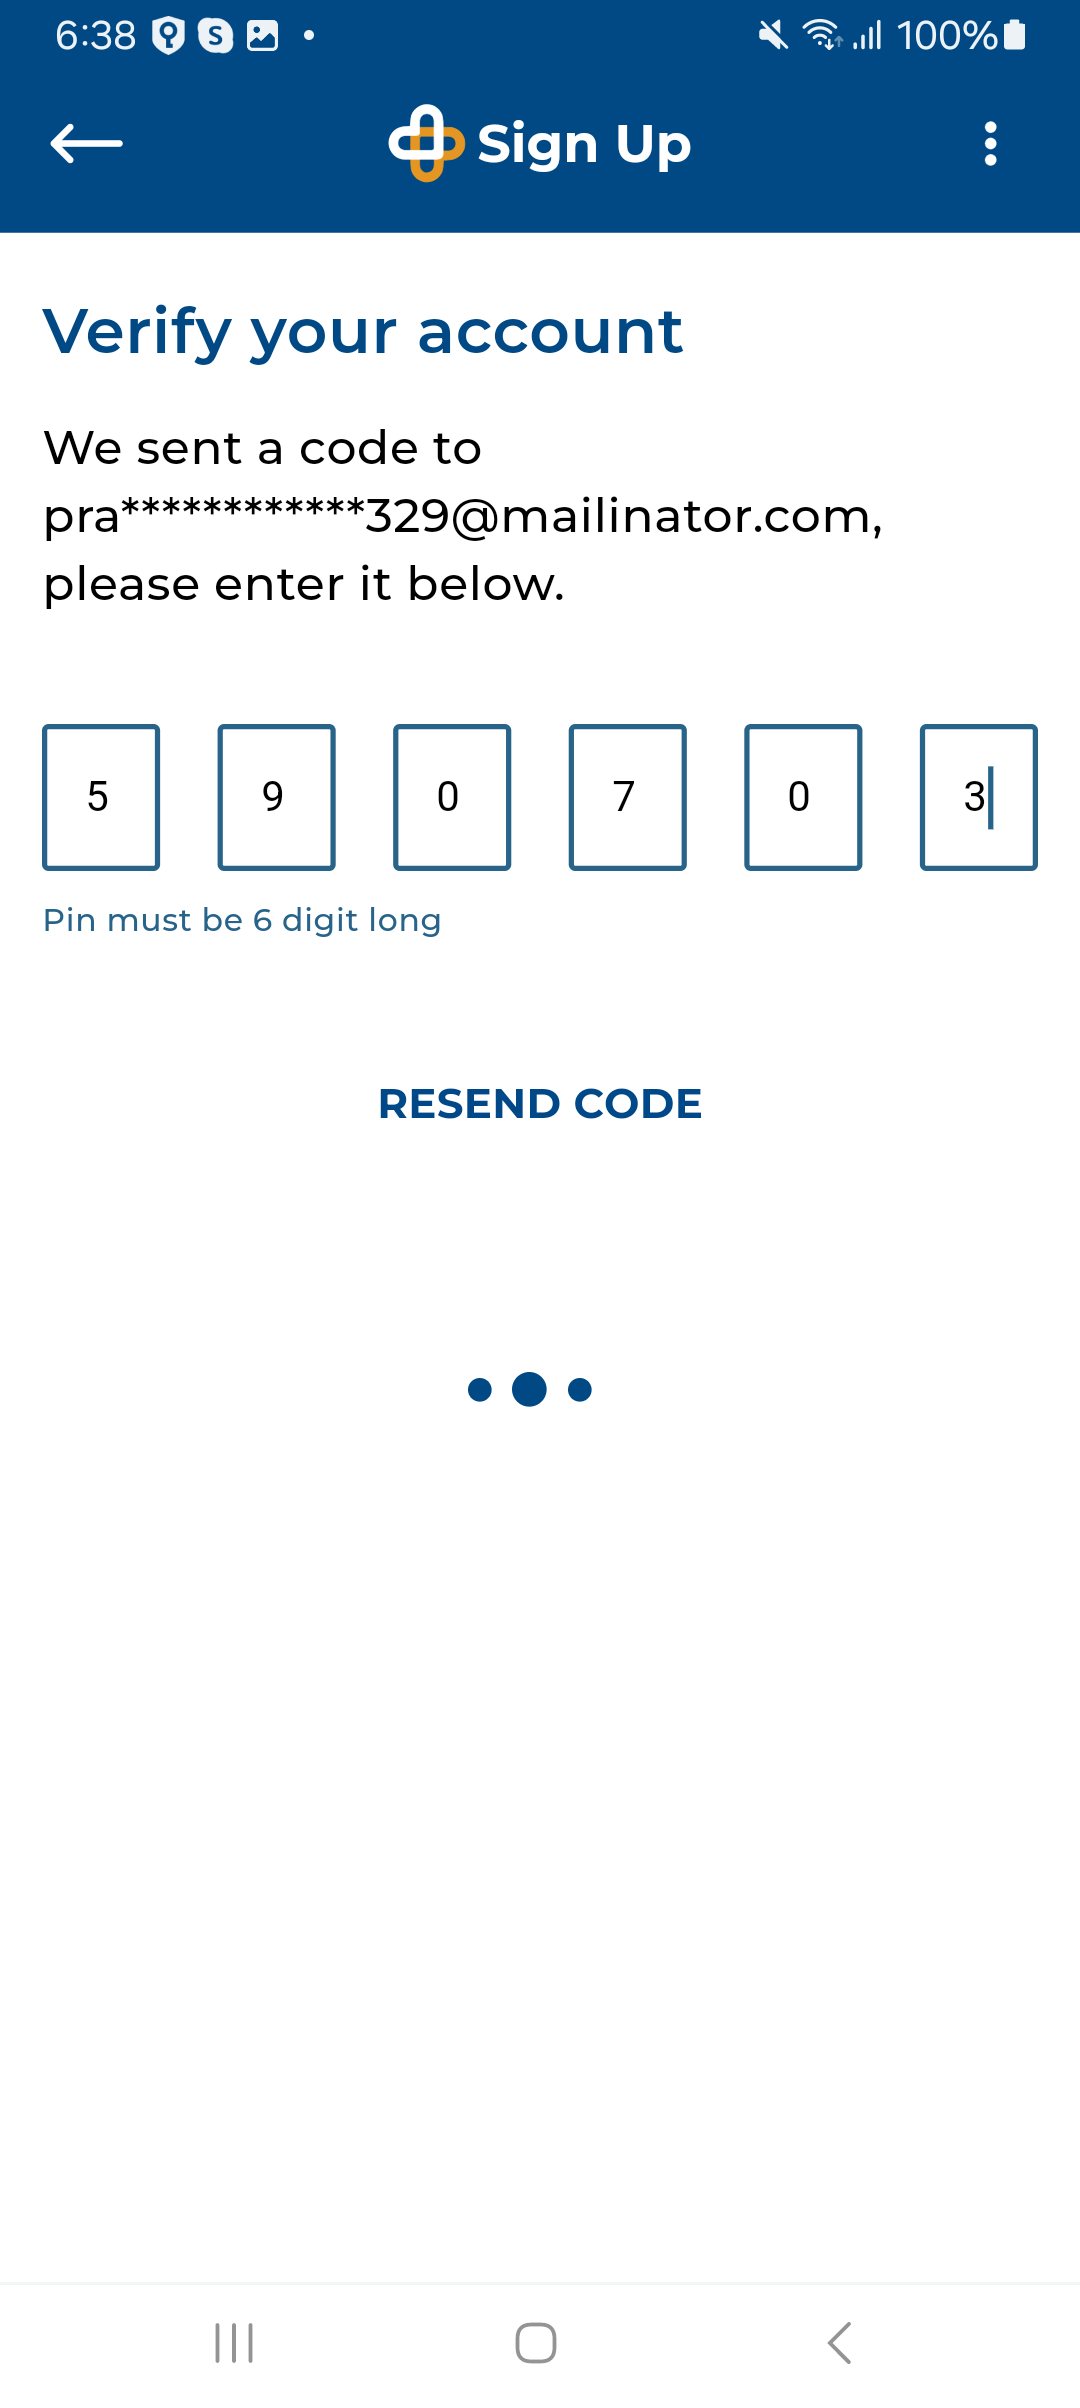 6:38 S 100%
Sign Up
Verify your account
We sent a code to
pra************329@mailinator.com,
please enter it below.
5 9 0 7 0 3
Pin must be 6 digit long
RESEND CODE